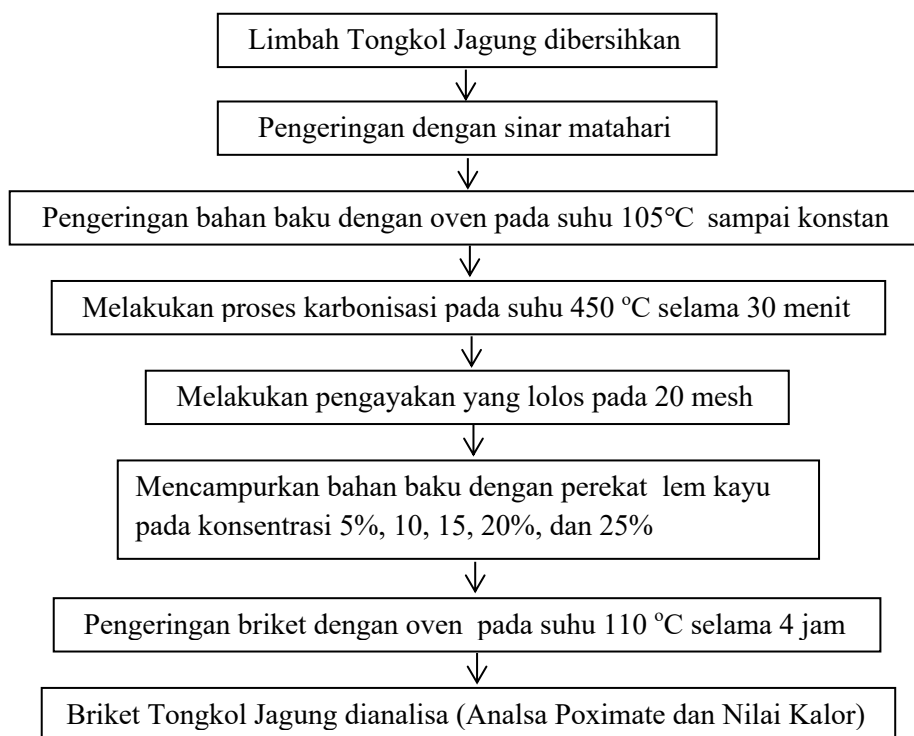 Limbah Tongkol Jagung dibersihkan
Pengeringan dengan sinar matahari
Pengeringan bahan baku dengan oven pada suhu 105°C sampai konstan
Melakukan proses karbonisasi pada suhu 450 °C selama 30 menit
Melakukan pengayakan yang lolos pada 20 mesh
Mencampurkan bahan baku dengan perekat lem kayu
pada konsentrasi 5%, 10, 15, 20%, dan 25%
Pengeringan briket dengan oven pada suhu 110 °C selama 4 jam
Briket Tongkol Jagung dianalisa (Analsa Poximate dan Nilai Kalor)